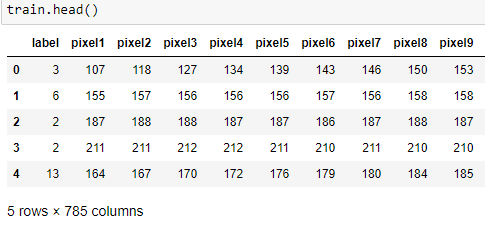 train.head()
label pixel1 pixel2 pixel3 pixel4 pixel5 pixel6 pixel7 pixel8 pixel9
0 3 107 118 127 134 139 143 146 150 153
1 6 155 157 156 156 156 157 156 158 158
2 2 187 188 188 187 187 186 187 188 187
3 2 211 211 212 212 211 210 211 210 210
4 13 164 167 170 172 176 179 180 184 185
5 rows × 785 columns